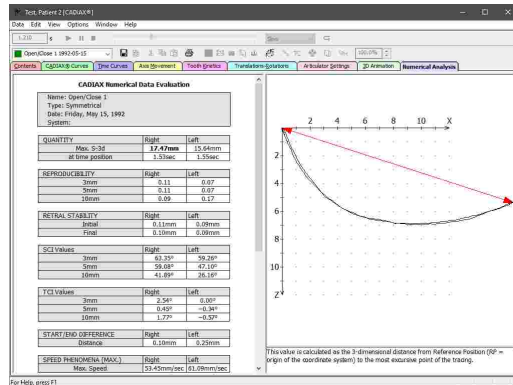 Test, Patient 2 [CADIAX®]
Data Edit View Options Window Help
1.210 s
Slow
Open/Close 1 1992-05-15
100.0%
Contents CADIAX® Curves Time Curves Axis Movement Tooth Kinetics Translations-Rotations Articulator Settings 3D Animation Numerical Analysis
CADIAX Numerical Data Evaluation
Name: Open/Close 1
Type: Symmetrical
Date: Friday, May 15, 1992
System:
QUANTITY Right Left
Max. S-3d 17.47mm 15.64mm
at time position 1.53sec 1.55sec
REPRODUCIBILITY Right Left
3mm 0.11 0.07
5mm 0.11 0.07
10mm 0.09 0.17
RETRAL STABILITY Right Left
Initial 0.11mm 0.09mm
Final 0.10mm 0.09mm
SCI Values Right Left
3mm 63.35° 59.26°
5mm 59.08° 47.10°
10mm 41.89° 26.16°
TCI Values Right Left
3mm 2.54° 0.00°
5mm 0.45° -0.34°
10mm 1.77° -0.57°
START/END DIFFERENCE Right Left
Distance 0.10mm 0.25mm
SPEED PHENOMENA (MAX.) Right Left
Max. Speed 53.45mm/sec 61.09mm/sec
2 4 6 8 10 X
2
4
6
8
10
Z
This value is calculated as the 3-dimensional distance from Reference Position (RP =
origin of the coordinate system) to the most excursive point of the tracing.
For Help, press F1